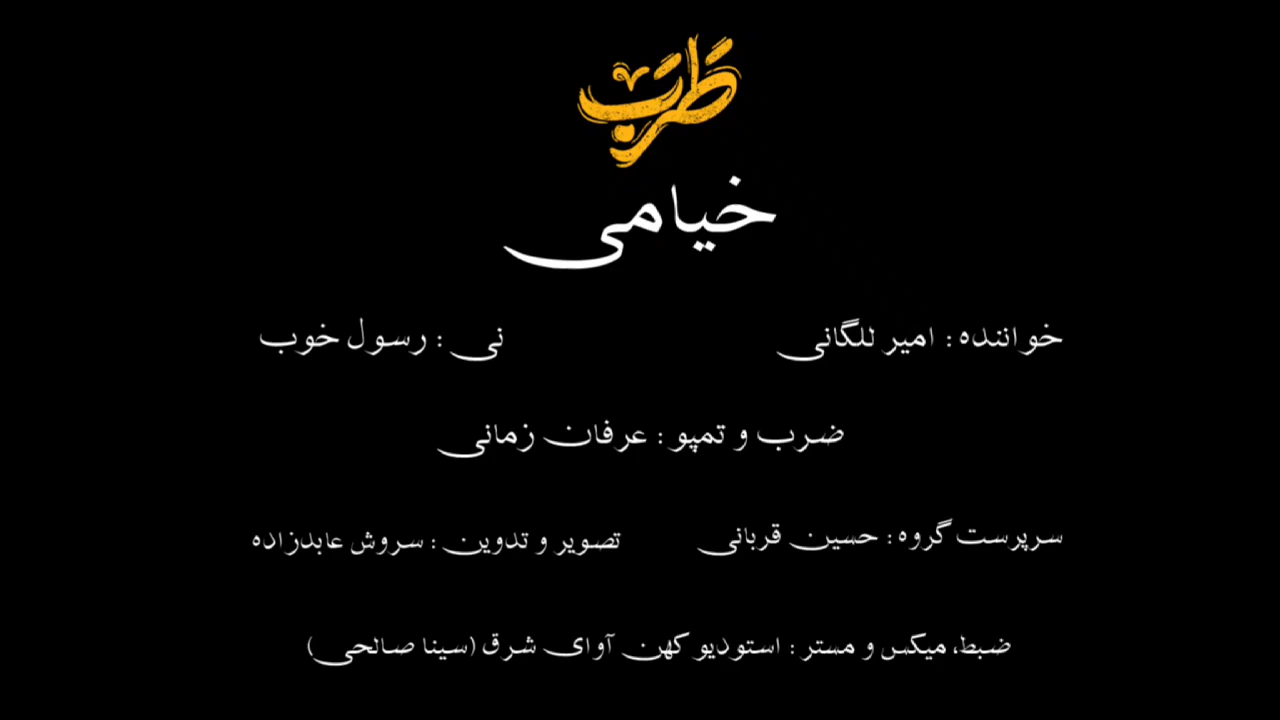 طرب
خیامی
خواننده : امیر للگانی
نی : رسول خوب
ضرب و تمپو : عرفان زمانی
سرپرست گروه : حسین قربانی
تصویر و تدوین : سروش عابدزاده
ضبط، میکس و مستر : استودیو کهن آوای شرق (سینا صالحی)